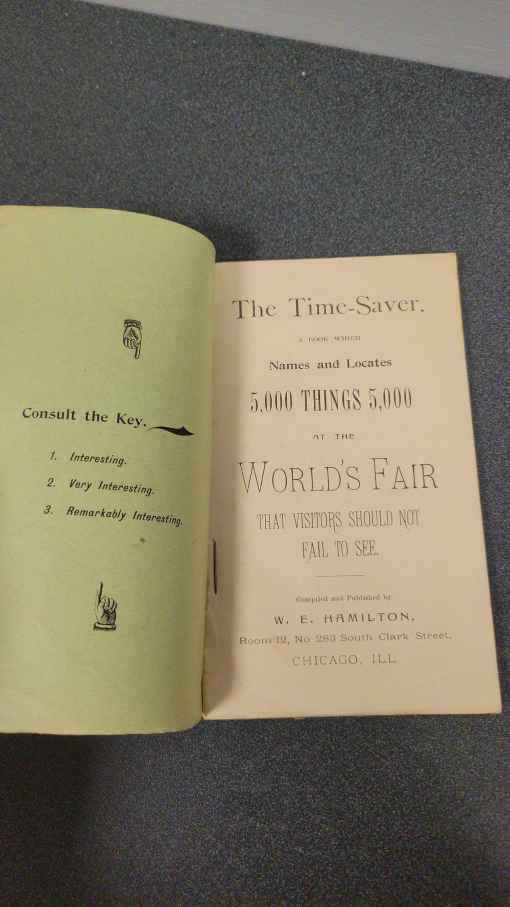 Consult the Key.
1. Interesting.
2. Very Interesting.
3. Remarkably Interesting.
The Time-Saver.
A BOOK WHICH
Names and Locates
5,000 THINGS 5,000
AT THE
WORLD'S FAIR
THAT VISITORS SHOULD NOT
FAIL TO SEE.
Compiled and Published by
W. E. HAMILTON,
Room 12, No 283 South Clark Street,
CHICAGO, ILL